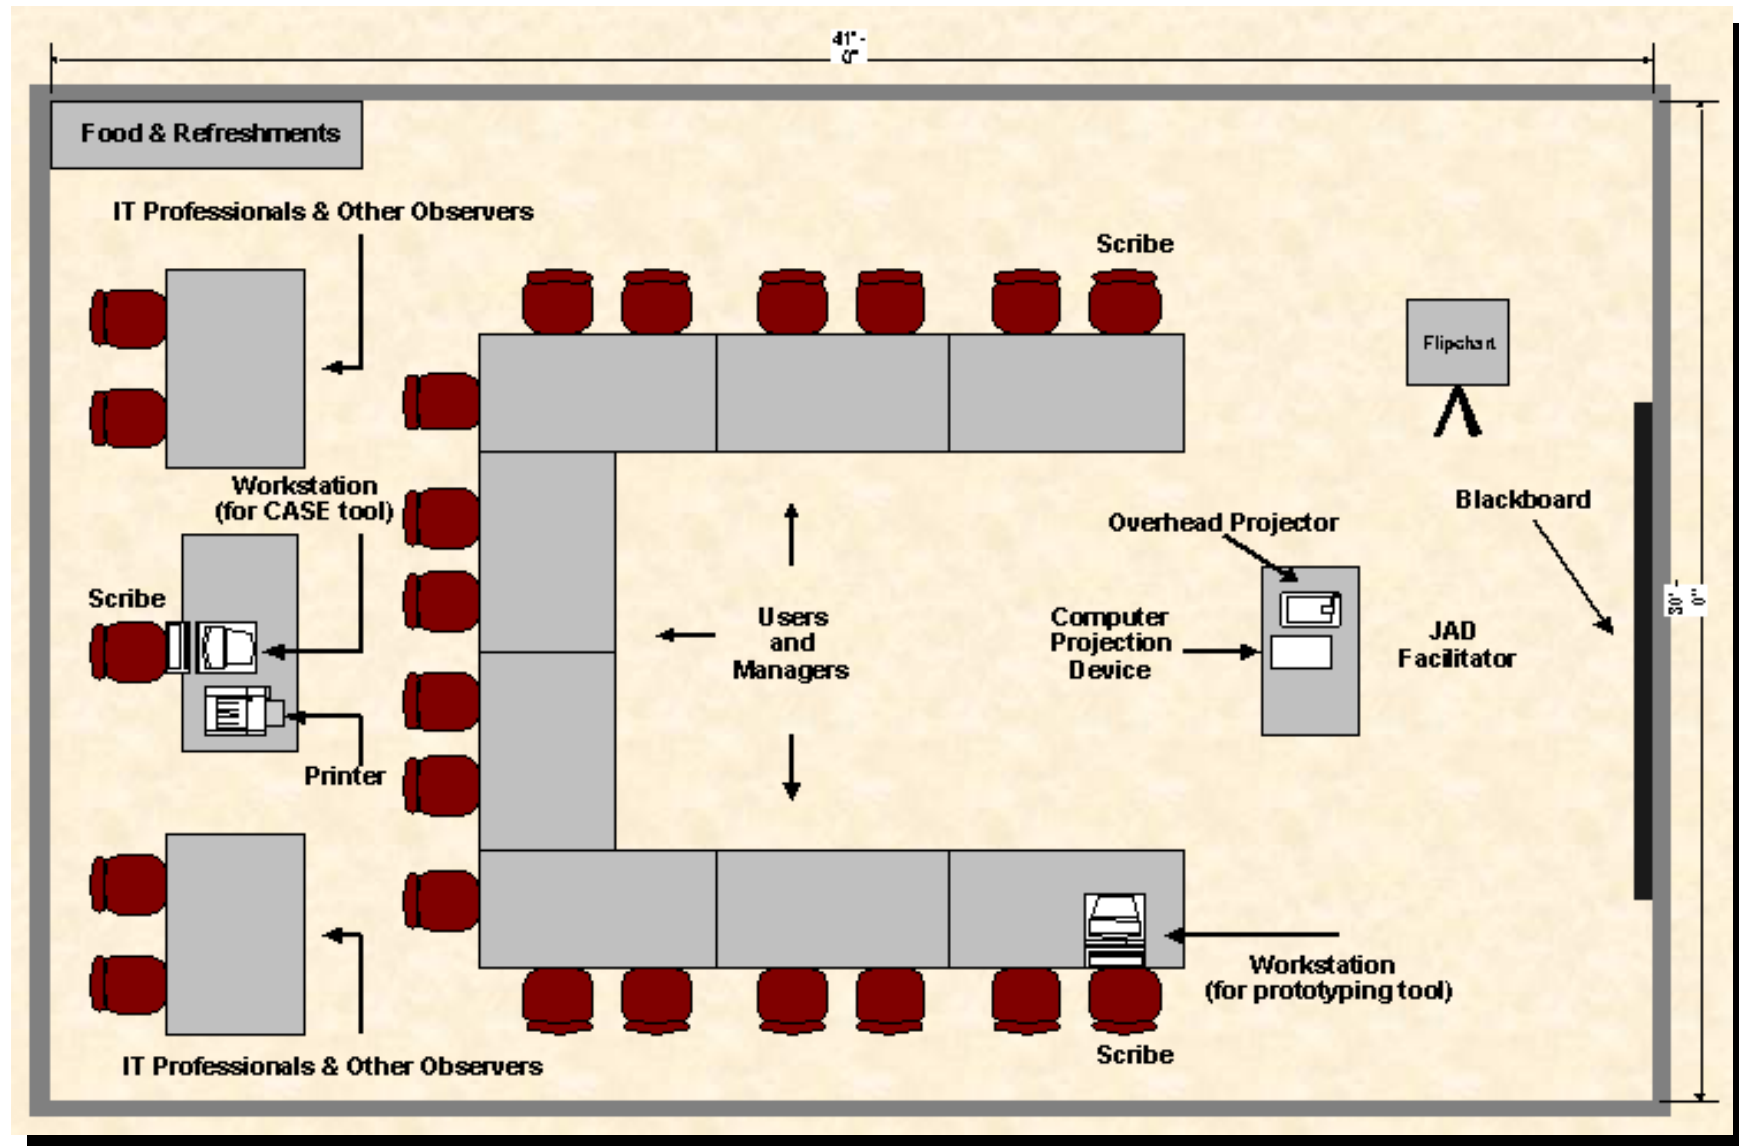 41' -
0"
Food & Refreshments
IT Professionals & Other Observers
Scribe
Flipchart
Workstation
(for CASE tool)
Blackboard
Overhead Projector
Scribe
30' -
0"
Users
and
Managers
Computer
Projection
Device
JAD
Facilitator
Printer
Workstation
(for prototyping tool)
Scribe
IT Professionals & Other Observers